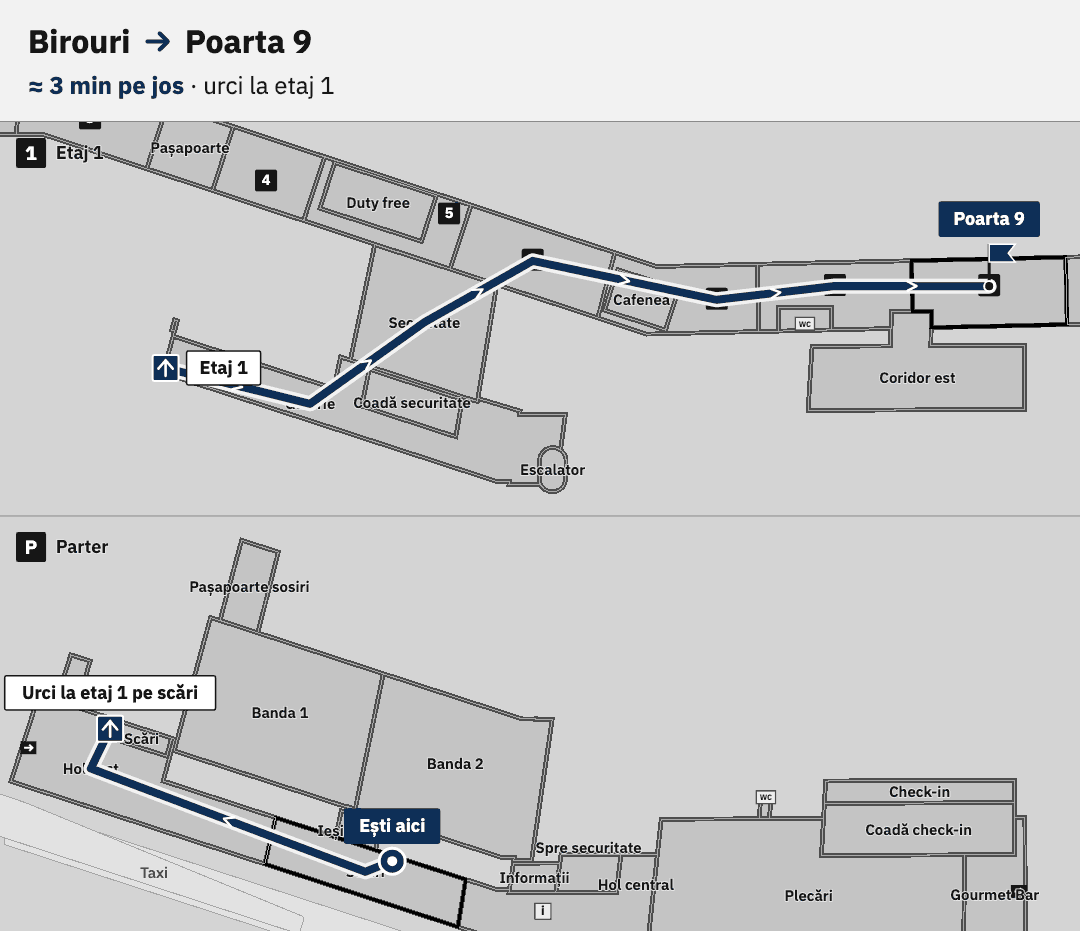 Birouri → Poarta 9
≈ 3 min pe jos · urci la etaj 1
1 Etaj 1
Pașapoarte
4
Duty free
5
Poarta 9
Cafenea
Securitate
wc
Etaj 1
Coridor est
Coadă securitate
Escalator
P Parter
Pașapoarte sosiri
Urci la etaj 1 pe scări
Banda 1
Scări
Banda 2
Check-in
wc
Ești aici
Coadă check-in
Spre securitate
Taxi
Informații
Hol central
Plecări
Gourmet Bar
i